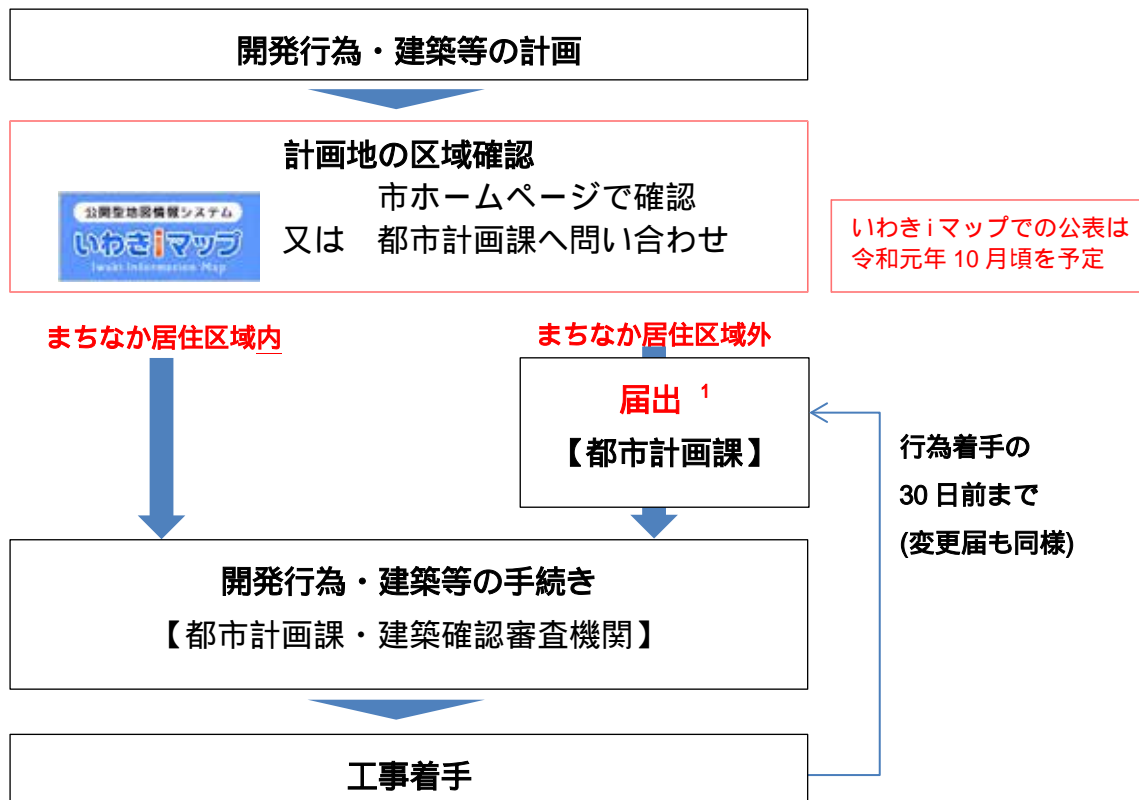 開発行為・建築等の計画
計画地の区域確認
市ホームページで確認
又は 都市計画課へ問い合わせ
公開型地図情報システム
いわきiマップ
Iwaki Information Map
いわきiマップでの公表は
令和元年10月頃を予定
まちなか居住区域内
まちなか居住区域外
届出 1
【都市計画課】
行為着手の
30日前まで
(変更届も同様)
開発行為・建築等の手続き
【都市計画課・建築確認審査機関】
工事着手